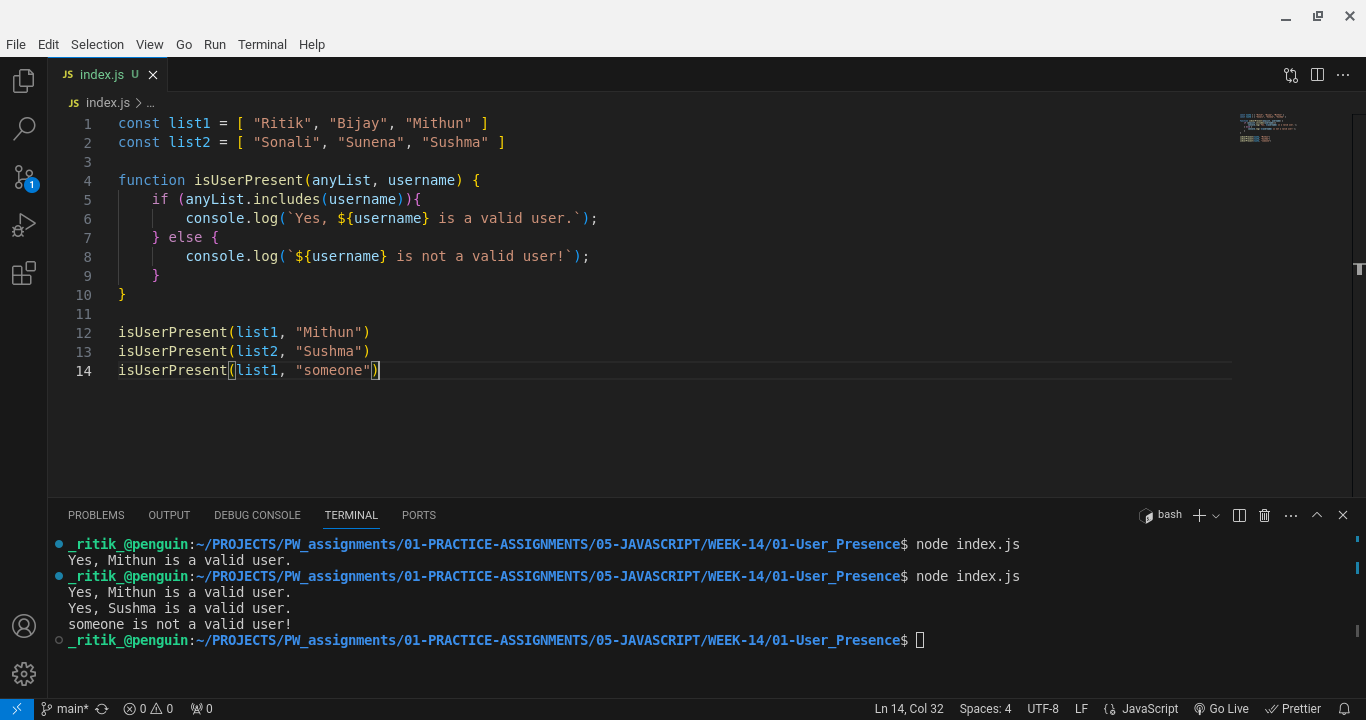 File Edit Selection View Go Run Terminal Help
JS index.js U
JS index.js > ...
1 const list1 = [ "Ritik", "Bijay", "Mithun" ]
2 const list2 = [ "Sonali", "Sunena", "Sushma" ]
3
4 function isUserPresent(anyList, username) {
5     if (anyList.includes(username)){
6         console.log(`Yes, ${username} is a valid user.`);
7     } else {
8         console.log(`${username} is not a valid user!`);
9     }
10 }
11
12 isUserPresent(list1, "Mithun")
13 isUserPresent(list2, "Sushma")
14 isUserPresent(list1, "someone")
PROBLEMS OUTPUT DEBUG CONSOLE TERMINAL PORTS bash
_ritik_@penguin:~/PROJECTS/PW_assignments/01-PRACTICE-ASSIGNMENTS/05-JAVASCRIPT/WEEK-14/01-User_Presence$ node index.js
Yes, Mithun is a valid user.
_ritik_@penguin:~/PROJECTS/PW_assignments/01-PRACTICE-ASSIGNMENTS/05-JAVASCRIPT/WEEK-14/01-User_Presence$ node index.js
Yes, Mithun is a valid user.
Yes, Sushma is a valid user.
someone is not a valid user!
_ritik_@penguin:~/PROJECTS/PW_assignments/01-PRACTICE-ASSIGNMENTS/05-JAVASCRIPT/WEEK-14/01-User_Presence$
1
main* 0 0 0 Ln 14, Col 32 Spaces: 4 UTF-8 LF JavaScript Go Live Prettier